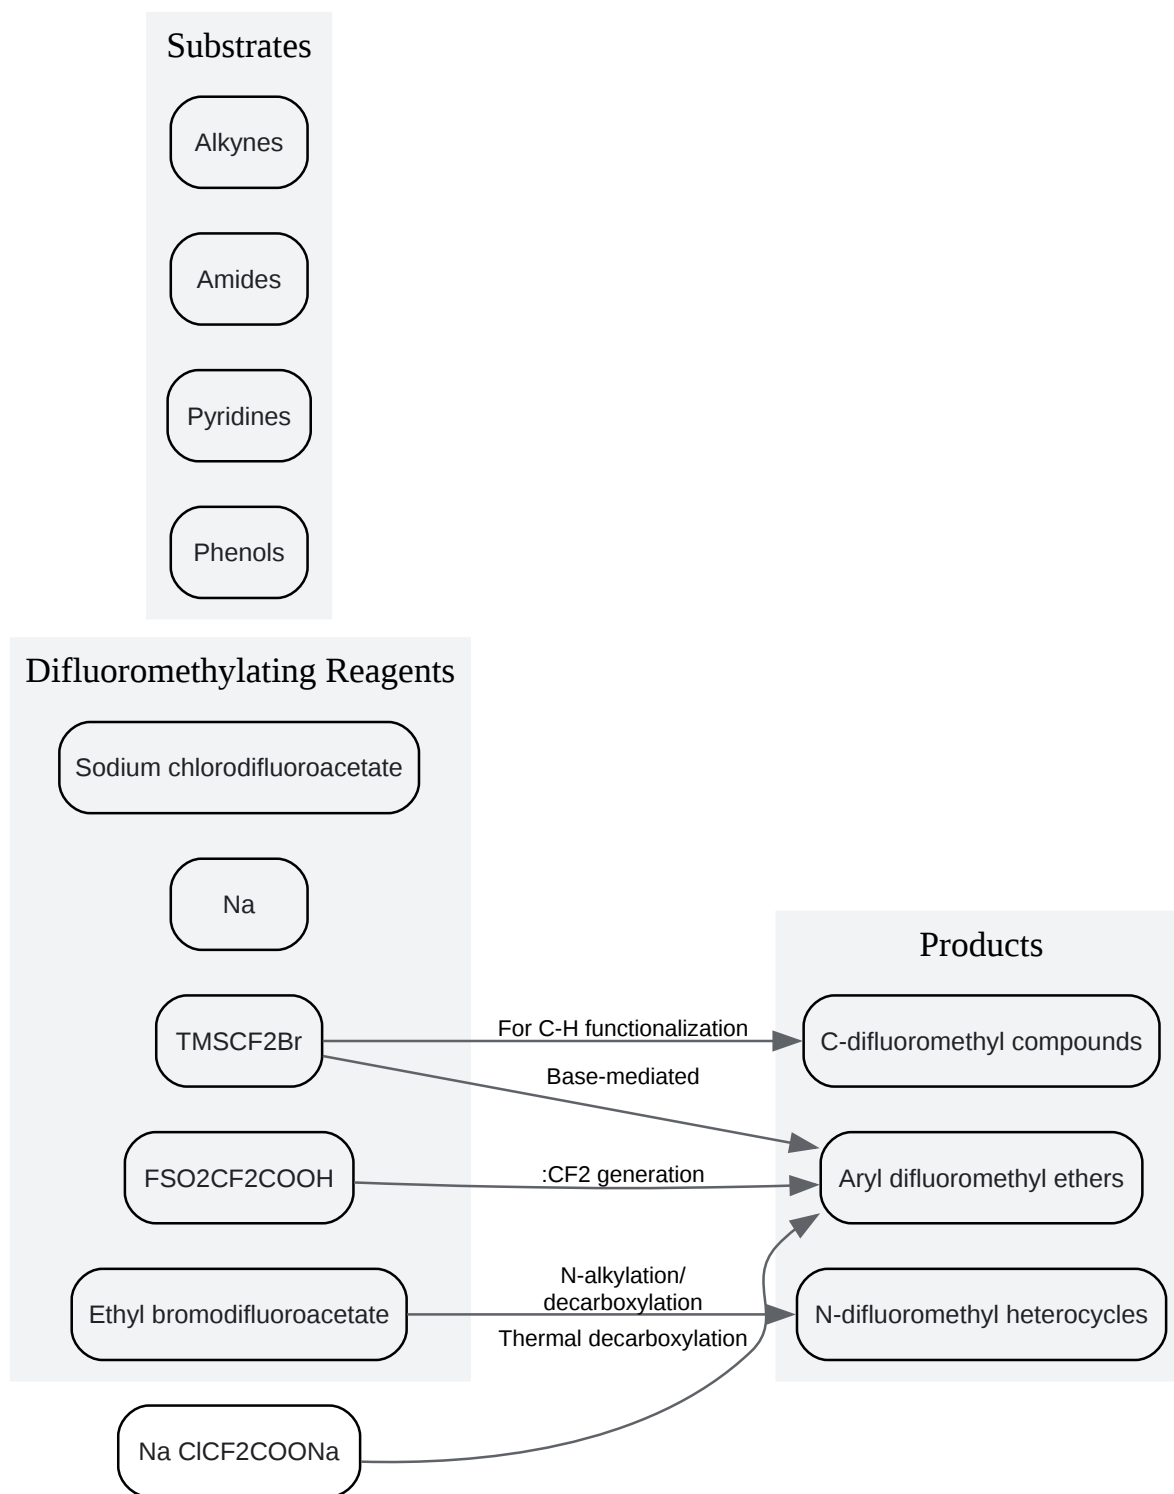 Substrates
Alkynes
Amides
Pyridines
Phenols
Difluoromethylating Reagents
Sodium chlorodifluoroacetate
Na
TMSCF2Br
FSO2CF2COOH
Ethyl bromodifluoroacetate
Na ClCF2COONa
For C-H functionalization
Base-mediated
:CF2 generation
N-alkylation/
decarboxylation
Thermal decarboxylation
Products
C-difluoromethyl compounds
Aryl difluoromethyl ethers
N-difluoromethyl heterocycles